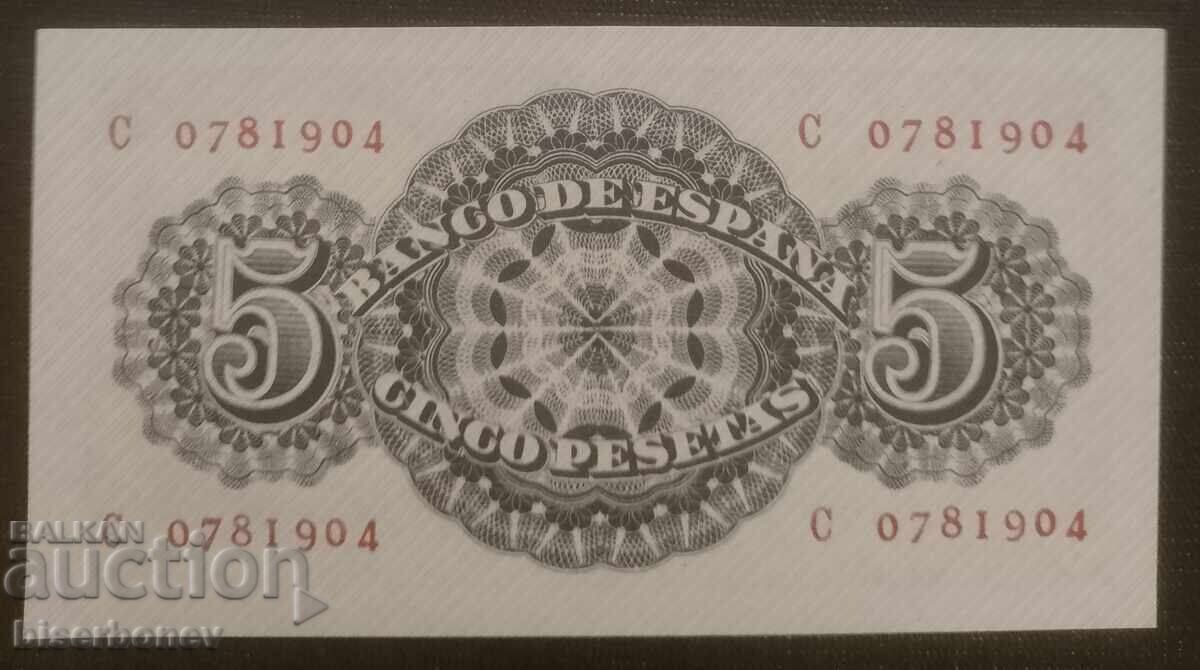 C 0781904
C 0781904
BANCO DE ESPAÑA
5
5
CINCO PESETAS
C 0781904
C 0781904
BALKAN
auction
biserbonev